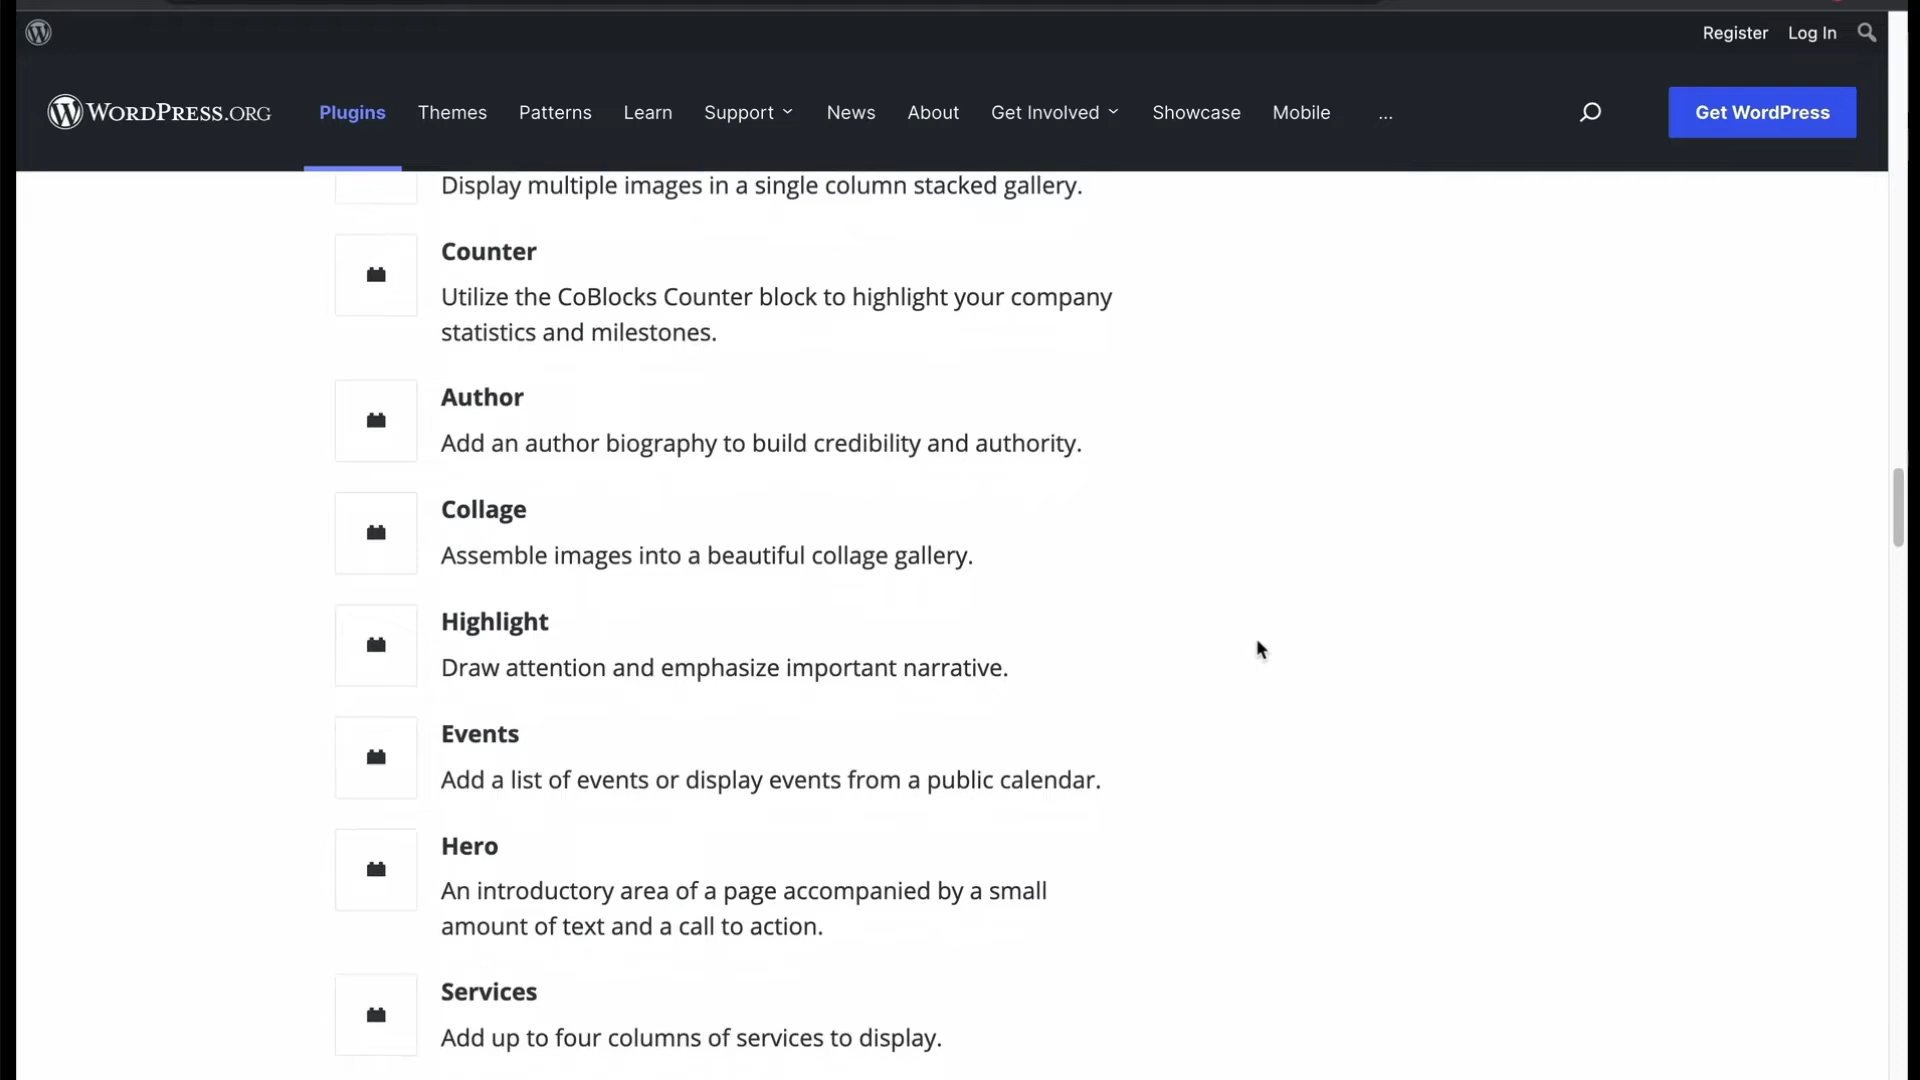 Register Log In
WORDPRESS.ORG Plugins Themes Patterns Learn Support News About Get Involved Showcase Mobile ... Get WordPress
Display multiple images in a single column stacked gallery.
Counter
Utilize the CoBlocks Counter block to highlight your company
statistics and milestones.
Author
Add an author biography to build credibility and authority.
Collage
Assemble images into a beautiful collage gallery.
Highlight
Draw attention and emphasize important narrative.
Events
Add a list of events or display events from a public calendar.
Hero
An introductory area of a page accompanied by a small
amount of text and a call to action.
Services
Add up to four columns of services to display.